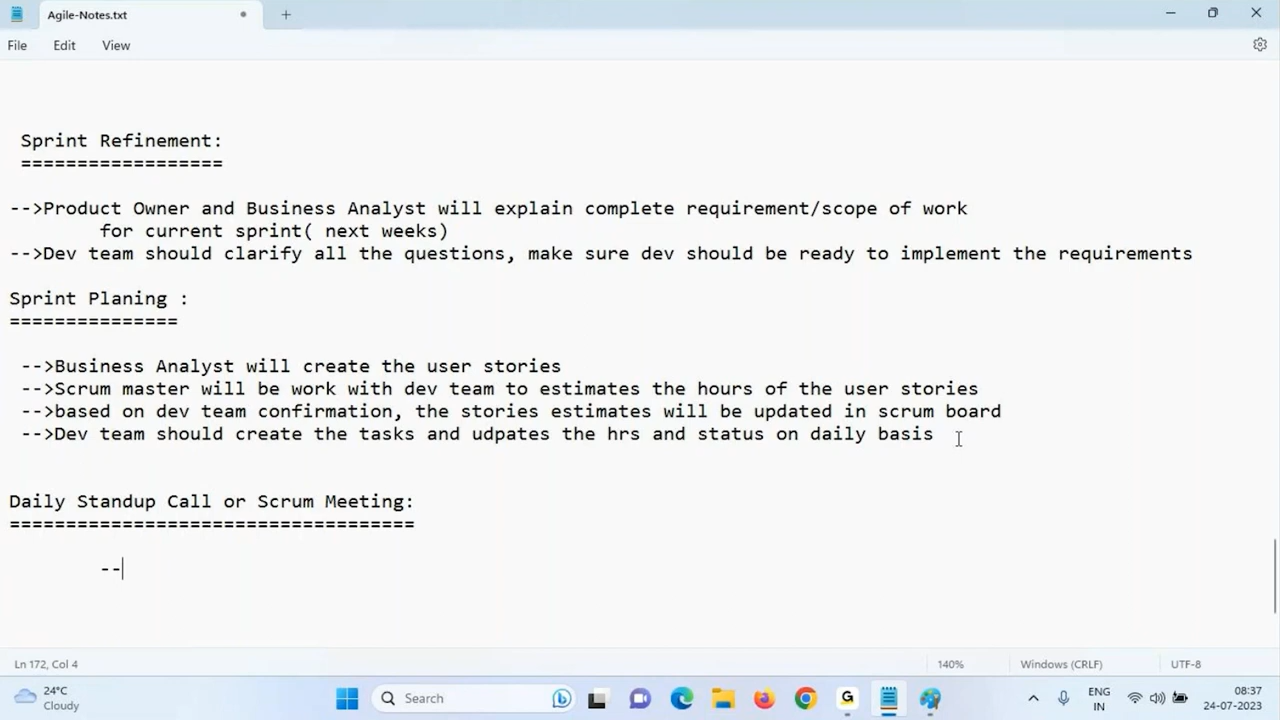 Agile-Notes.txt
File Edit View
Sprint Refinement:
==================
-->Product Owner and Business Analyst will explain complete requirement/scope of work
for current sprint( next weeks)
-->Dev team should clarify all the questions, make sure dev should be ready to implement the requirements
Sprint Planing :
===============
-->Business Analyst will create the user stories
-->Scrum master will be work with dev team to estimates the hours of the user stories
-->based on dev team confirmation, the stories estimates will be updated in scrum board
-->Dev team should create the tasks and udpates the hrs and status on daily basis
Daily Standup Call or Scrum Meeting:
====================================
--
Ln 172, Col 4 140% Windows (CRLF) UTF-8
24°C
Cloudy
Search
ENG
IN
08:37
24-07-2023